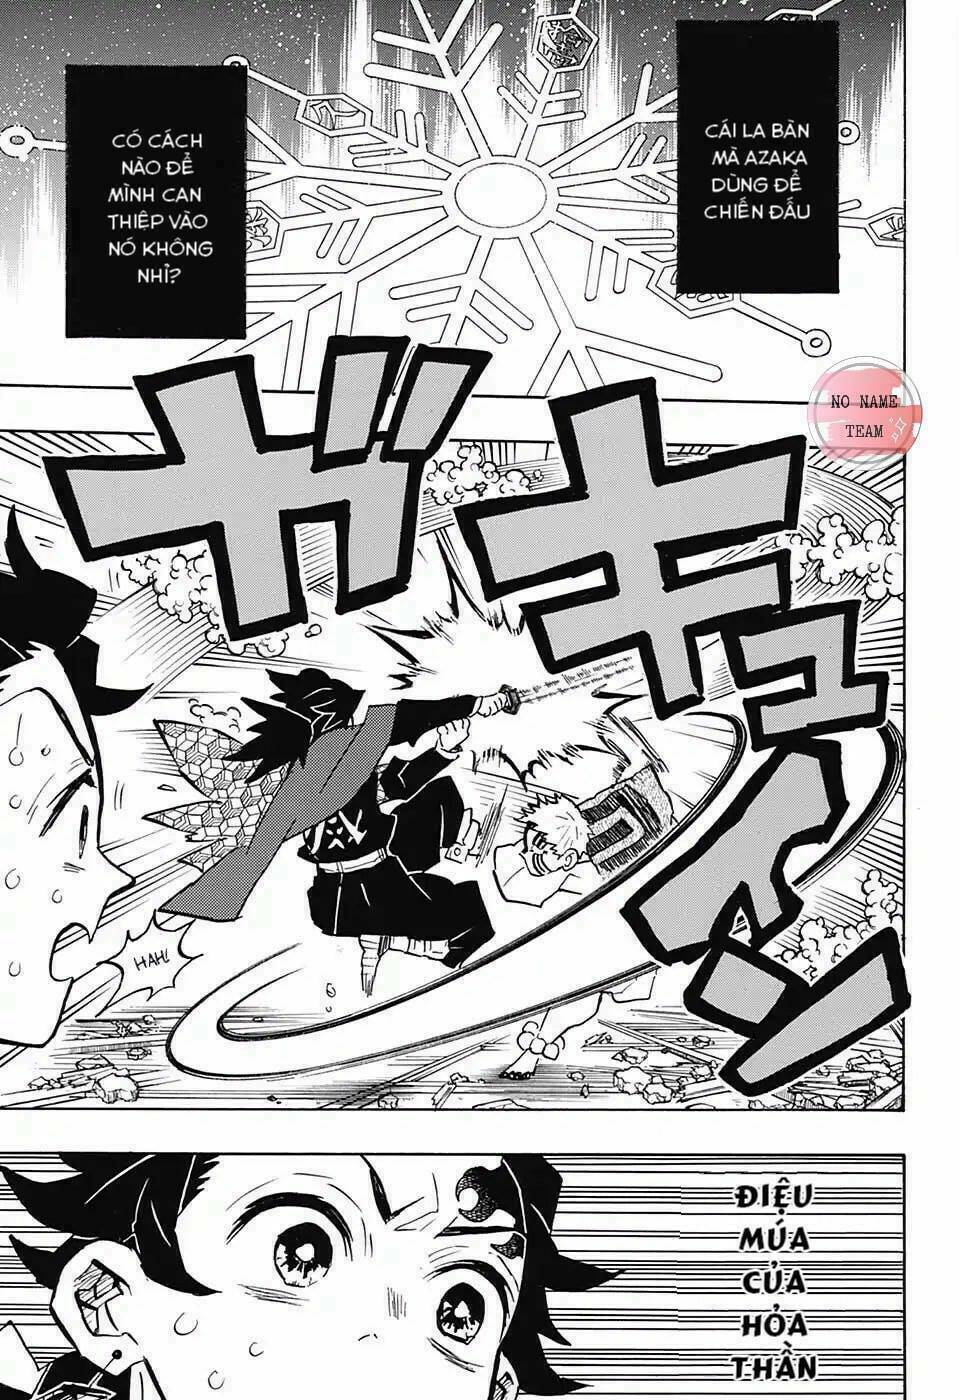 CÁI LA BÀN
MÀ AZAKA
DÙNG ĐỂ
CHIẾN ĐẤU
CÓ CÁCH
NÀO ĐỂ
MÌNH CAN
THIỆP VÀO
NÓ KHÔNG
NHỈ?
ガキィン
NO NAME
TEAM
HAH!
ĐIỆU
MÚA
CỦA
HỎA
THẦN